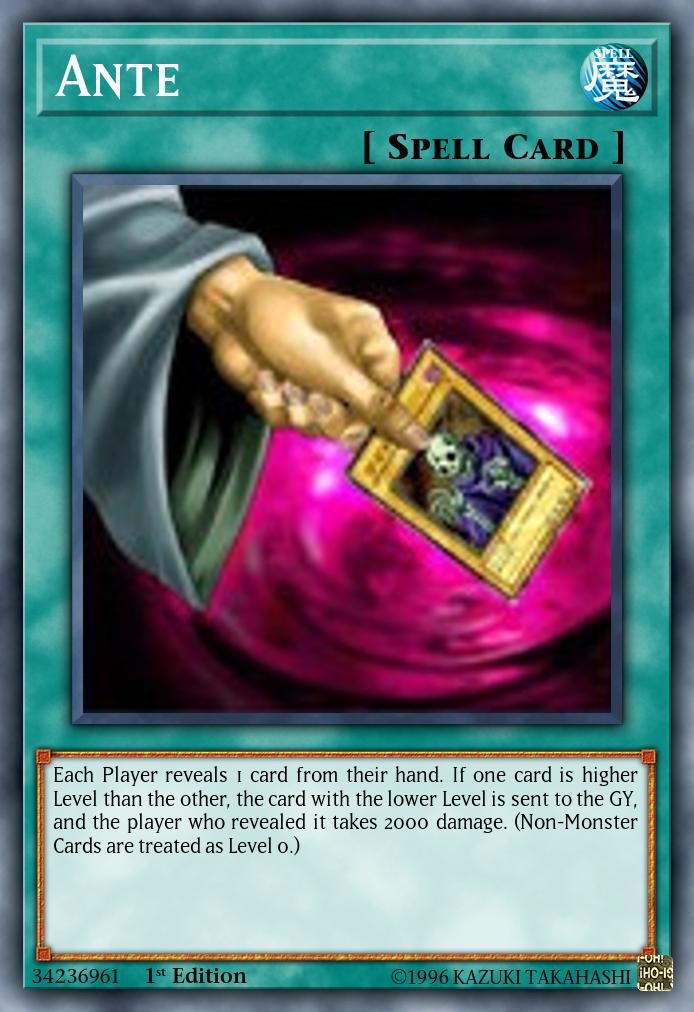 ANTE
SPELL
魔
[ SPELL CARD ]
Each Player reveals 1 card from their hand. If one card is higher
Level than the other, the card with the lower Level is sent to the GY,
and the player who revealed it takes 2000 damage. (Non-Monster
Cards are treated as Level 0.)
34236961 1st Edition ©1996 KAZUKI TAKAHASHI